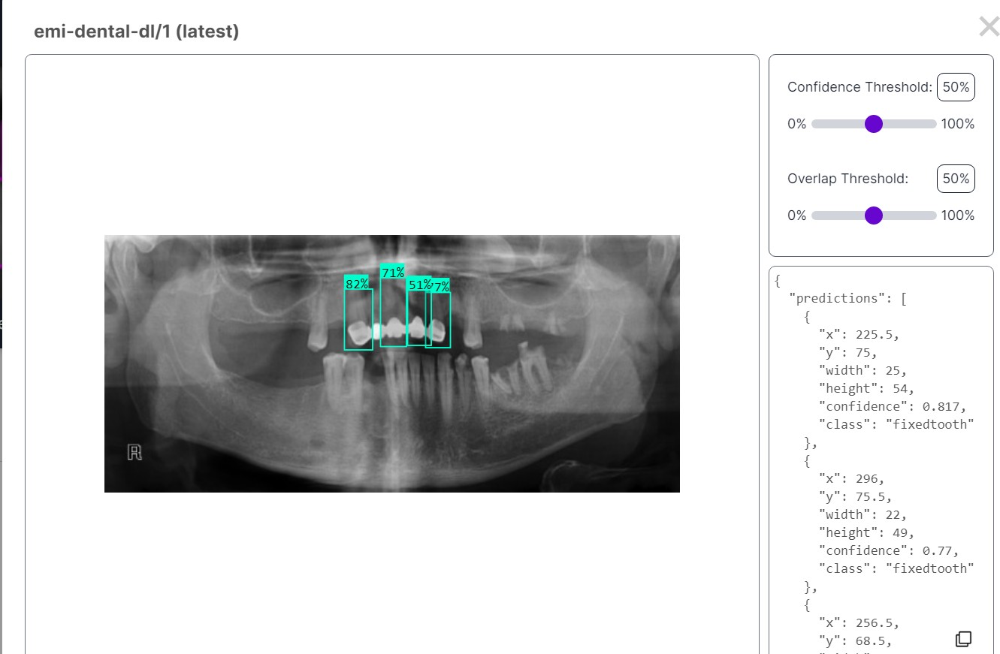 emi-dental-dl/1 (latest)
Confidence Threshold: 50%
0% 100%
Overlap Threshold: 50%
0% 100%
82%
71%
51%
77%
R
{
"predictions": [
{
"x": 225.5,
"y": 75,
"width": 25,
"height": 54,
"confidence": 0.817,
"class": "fixedtooth"
},
{
"x": 296,
"y": 75.5,
"width": 22,
"height": 49,
"confidence": 0.77,
"class": "fixedtooth"
},
{
"x": 256.5,
"y": 68.5,